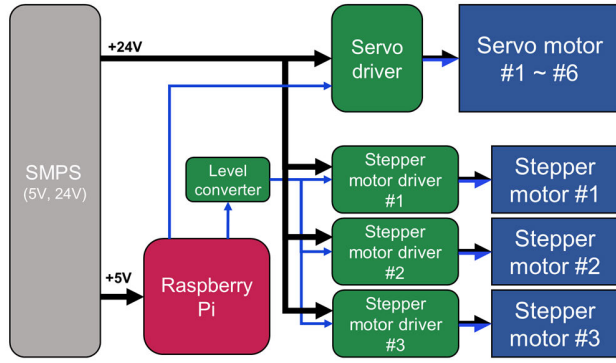 SMPS
(5V, 24V)
+24V
+5V
Raspberry
Pi
Level
converter
Servo
driver
Servo motor
#1 ~ #6
Stepper
motor driver
#1
Stepper
motor #1
Stepper
motor driver
#2
Stepper
motor #2
Stepper
motor driver
#3
Stepper
motor #3